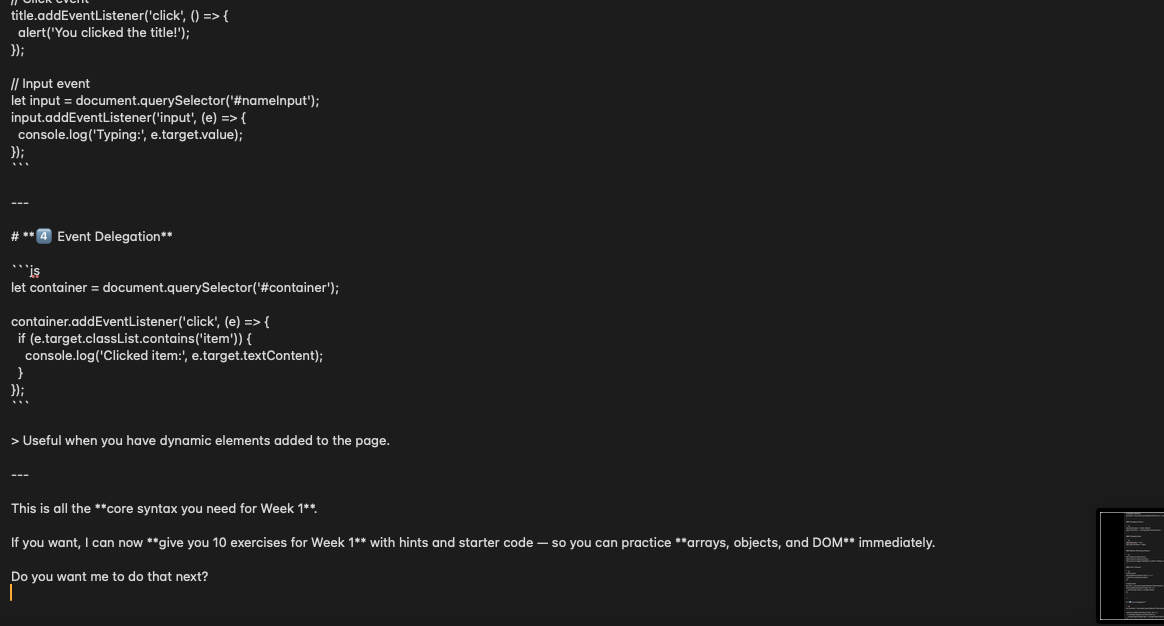 // Click event
title.addEventListener('click', () => {
  alert('You clicked the title!');
});

// Input event
let input = document.querySelector('#nameInput');
input.addEventListener('input', (e) => {
  console.log('Typing:', e.target.value);
});
```

---

# **4️⃣ Event Delegation**

```js
let container = document.querySelector('#container');

container.addEventListener('click', (e) => {
  if (e.target.classList.contains('item')) {
    console.log('Clicked item:', e.target.textContent);
  }
});
```

> Useful when you have dynamic elements added to the page.

---

This is all the **core syntax you need for Week 1**.

If you want, I can now **give you 10 exercises for Week 1** with hints and starter code — so you can practice **arrays, objects, and DOM** immediately.

Do you want me to do that next?